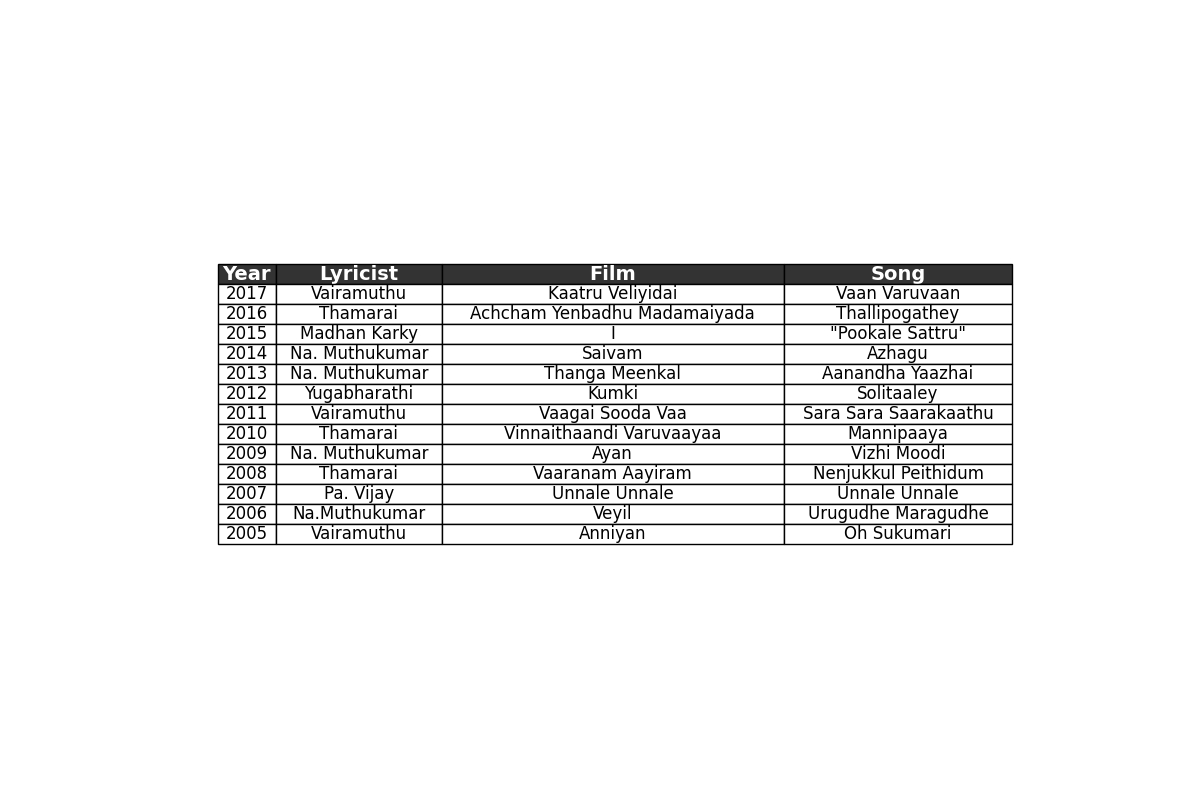 Year Lyricist Film Song
2017 Vairamuthu Kaatru Veliyidai Vaan Varuvaan
2016 Thamarai Achcham Yenbadhu Madamaiyada Thallipogathey
2015 Madhan Karky I "Pookale Sattru"
2014 Na. Muthukumar Saivam Azhagu
2013 Na. Muthukumar Thanga Meenkal Aanandha Yaazhai
2012 Yugabharathi Kumki Solitaaley
2011 Vairamuthu Vaagai Sooda Vaa Sara Sara Saarakaathu
2010 Thamarai Vinnaithaandi Varuvaayaa Mannipaaya
2009 Na. Muthukumar Ayan Vizhi Moodi
2008 Thamarai Vaaranam Aayiram Nenjukkul Peithidum
2007 Pa. Vijay Unnale Unnale Unnale Unnale
2006 Na.Muthukumar Veyil Urugudhe Maragudhe
2005 Vairamuthu Anniyan Oh Sukumari